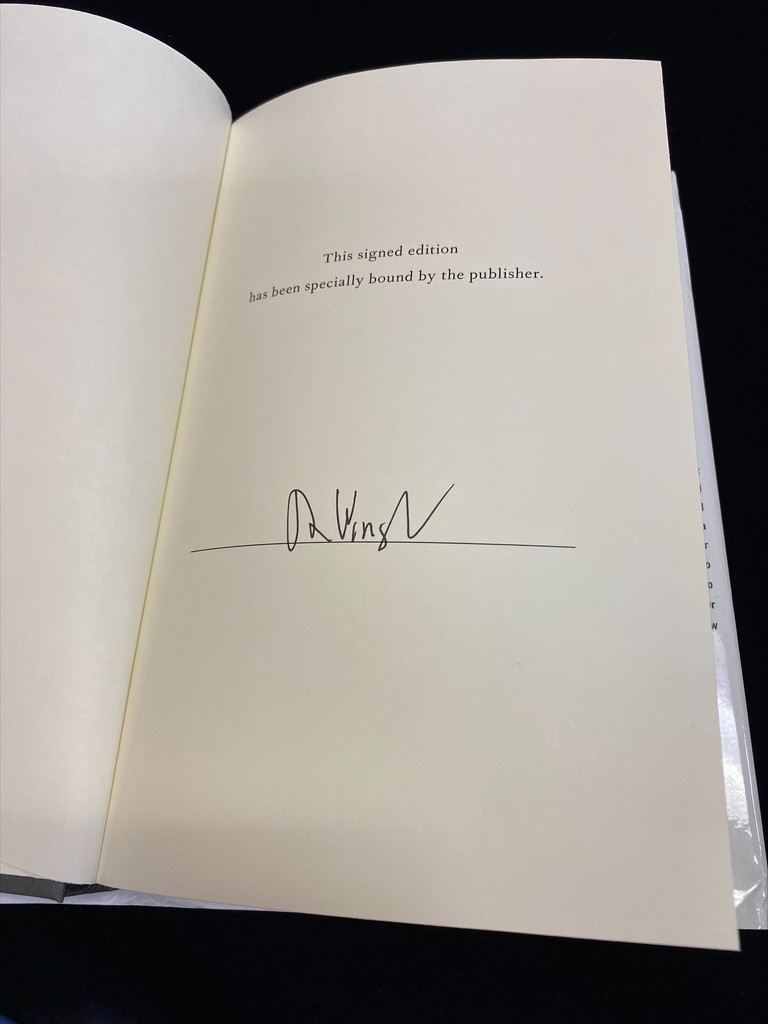 This signed edition
has been specially bound by the publisher.